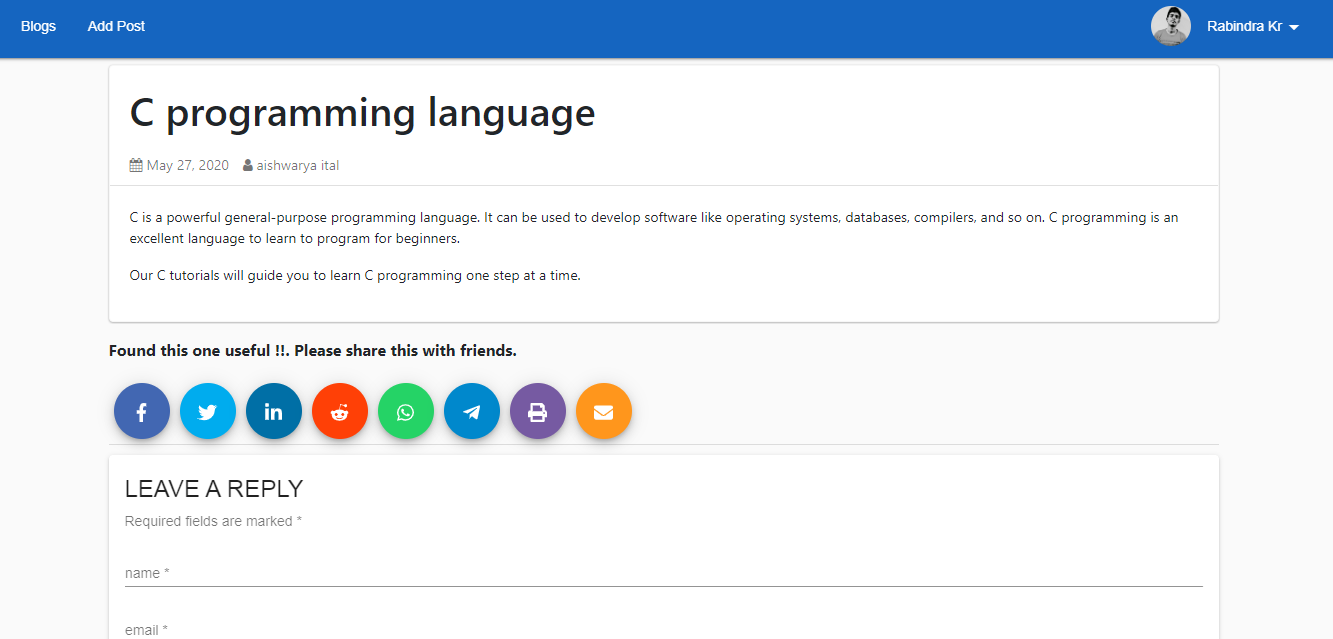 Blogs Add Post Rabindra Kr
C programming language
May 27, 2020 aishwarya ital
C is a powerful general-purpose programming language. It can be used to develop software like operating systems, databases, compilers, and so on. C programming is an
excellent language to learn to program for beginners.
Our C tutorials will guide you to learn C programming one step at a time.
Found this one useful !!. Please share this with friends.
LEAVE A REPLY
Required fields are marked *
name *
email *